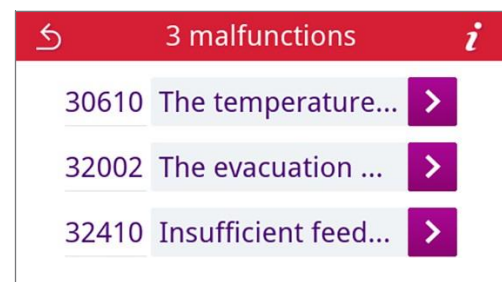 3 malfunctions
30610 The temperature...
32002 The evacuation ...
32410 Insufficient feed...